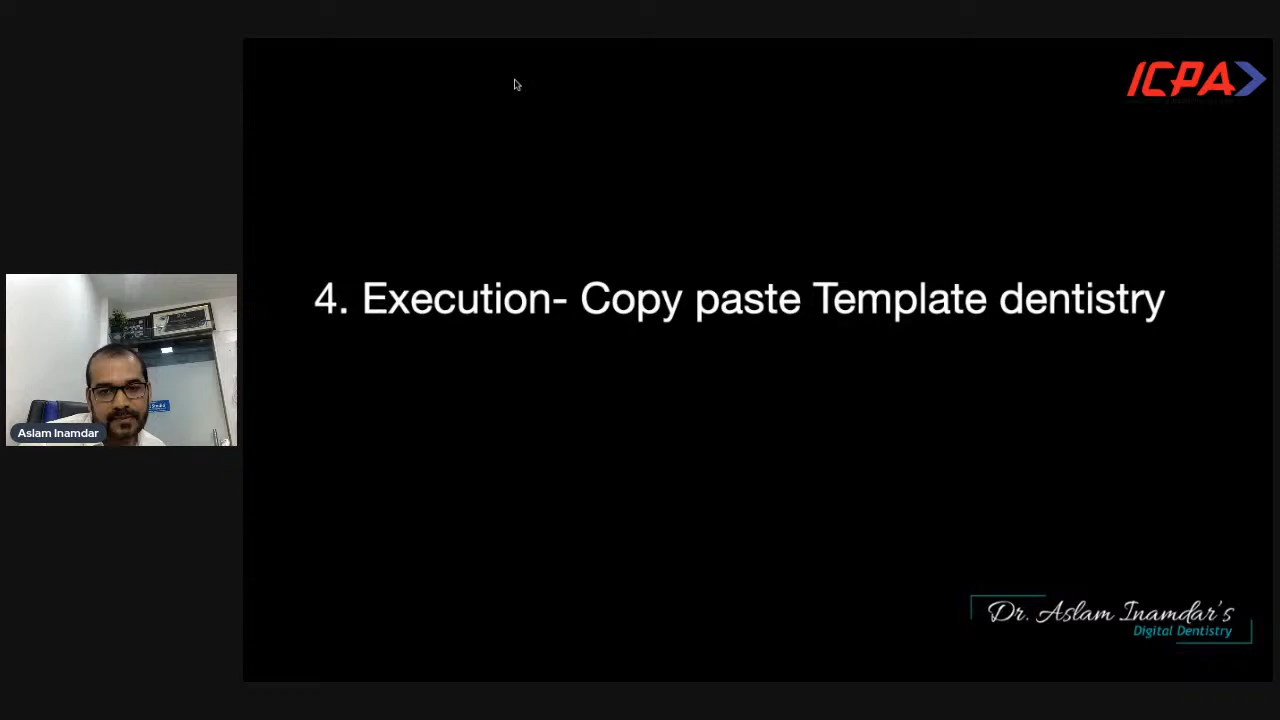 ICPA
4. Execution- Copy paste Template dentistry
Aslam Inamdar
Dr. Aslam Inamdar's
Digital Dentistry